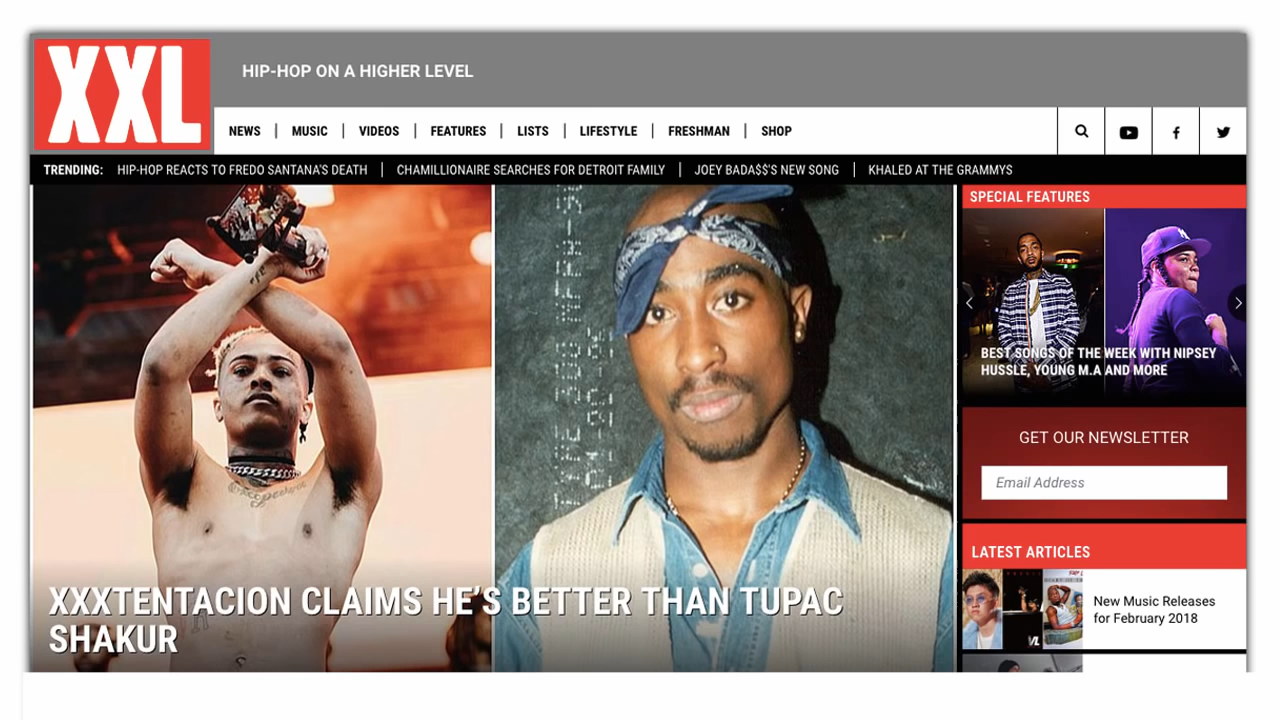 XXL
HIP-HOP ON A HIGHER LEVEL
NEWS
MUSIC
VIDEOS
FEATURES
LISTS
LIFESTYLE
FRESHMAN
SHOP
TRENDING:
HIP-HOP REACTS TO FREDO SANTANA'S DEATH
CHAMILLIONAIRE SEARCHES FOR DETROIT FAMILY
JOEY BADA$$'S NEW SONG
KHALED AT THE GRAMMYS
XXXTENTACION CLAIMS HE'S BETTER THAN TUPAC
SHAKUR
SPECIAL FEATURES
BEST SONGS OF THE WEEK WITH NIPSEY
HUSSLE, YOUNG M.A AND MORE
GET OUR NEWSLETTER
Email Address
LATEST ARTICLES
New Music Releases
for February 2018